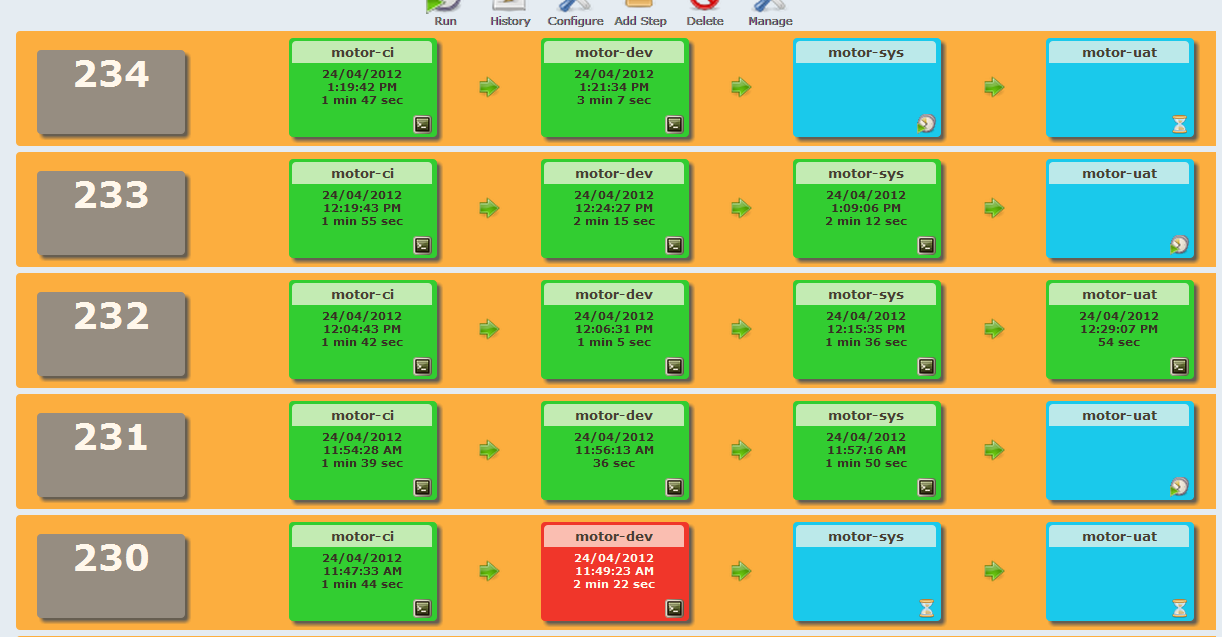 Run History Configure Add Step Delete Manage
234
motor-ci
24/04/2012
1:19:42 PM
1 min 47 sec
motor-dev
24/04/2012
1:21:34 PM
3 min 7 sec
motor-sys
motor-uat
233
motor-ci
24/04/2012
12:19:43 PM
1 min 55 sec
motor-dev
24/04/2012
12:24:27 PM
2 min 15 sec
motor-sys
24/04/2012
1:09:06 PM
2 min 12 sec
motor-uat
232
motor-ci
24/04/2012
12:04:43 PM
1 min 42 sec
motor-dev
24/04/2012
12:06:31 PM
1 min 5 sec
motor-sys
24/04/2012
12:15:35 PM
1 min 36 sec
motor-uat
24/04/2012
12:29:07 PM
54 sec
231
motor-ci
24/04/2012
11:54:28 AM
1 min 39 sec
motor-dev
24/04/2012
11:56:13 AM
36 sec
motor-sys
24/04/2012
11:57:16 AM
1 min 50 sec
motor-uat
230
motor-ci
24/04/2012
11:47:33 AM
1 min 44 sec
motor-dev
24/04/2012
11:49:23 AM
2 min 22 sec
motor-sys
motor-uat